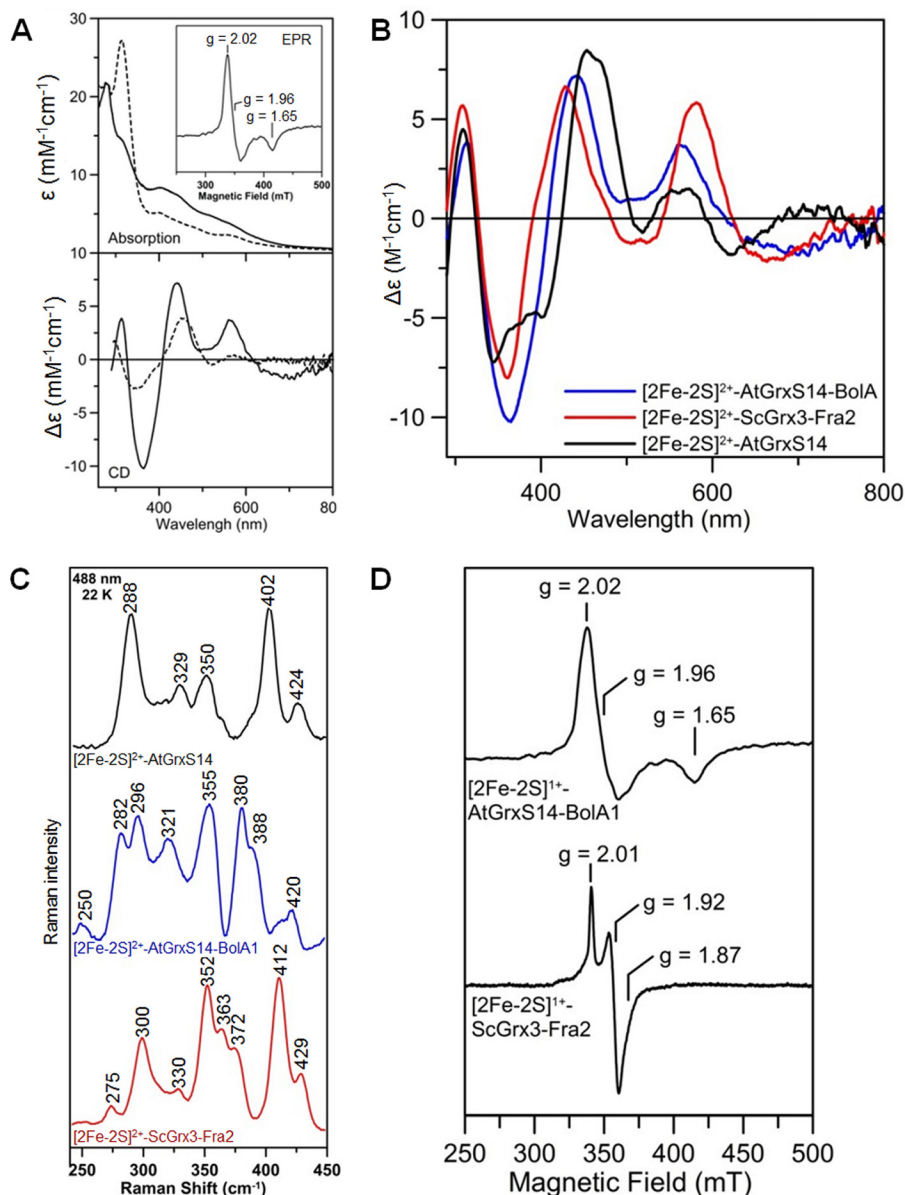 A
30
20
10
ε (mM⁻¹cm⁻¹)
g = 2.02
EPR
g = 1.96
g = 1.65
300
400
500
Magnetic Field (mT)
Absorption
10
5
0
-5
-10
Δε (mM⁻¹cm⁻¹)
CD
400
600
80
Wavelengh (nm)
B
10
5
0
-5
-10
Δε (M⁻¹cm⁻¹)
[2Fe-2S]²⁺-AtGrxS14-BolA
[2Fe-2S]²⁺-ScGrx3-Fra2
[2Fe-2S]²⁺-AtGrxS14
300
400
500
600
800
Wavelength (nm)
C
488 nm
22 K
288
329
350
402
424
[2Fe-2S]²⁺-AtGrxS14
250
282
296
321
355
380
388
420
[2Fe-2S]²⁺-AtGrxS14-BolA1
275
300
330
352
363
372
412
429
[2Fe-2S]²⁺-ScGrx3-Fra2
Raman intensity
250 300 350 400 450
Raman Shift (cm⁻¹)
D
g = 2.02
g = 1.96
g = 1.65
[2Fe-2S]¹⁺-
AtGrxS14-BolA1
g = 2.01
g = 1.92
g = 1.87
[2Fe-2S]¹⁺-
ScGrx3-Fra2
250 300 350 400 450 500
Magnetic Field (mT)